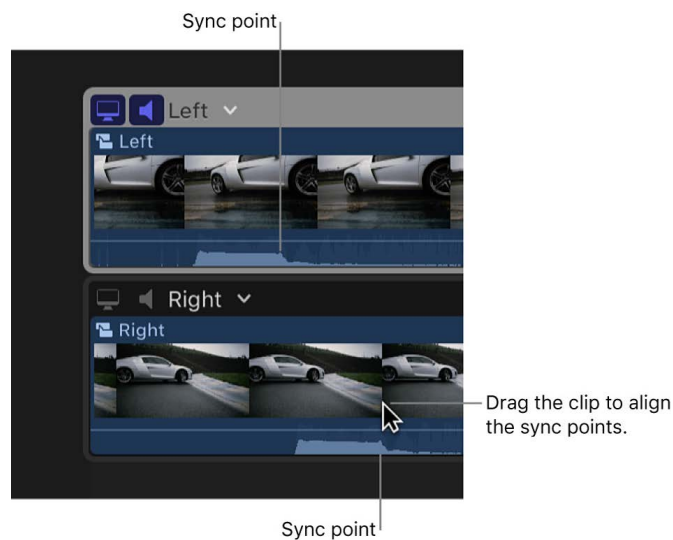 Sync point
Left
Left
Right
Right
Drag the clip to align
the sync points.
Sync point